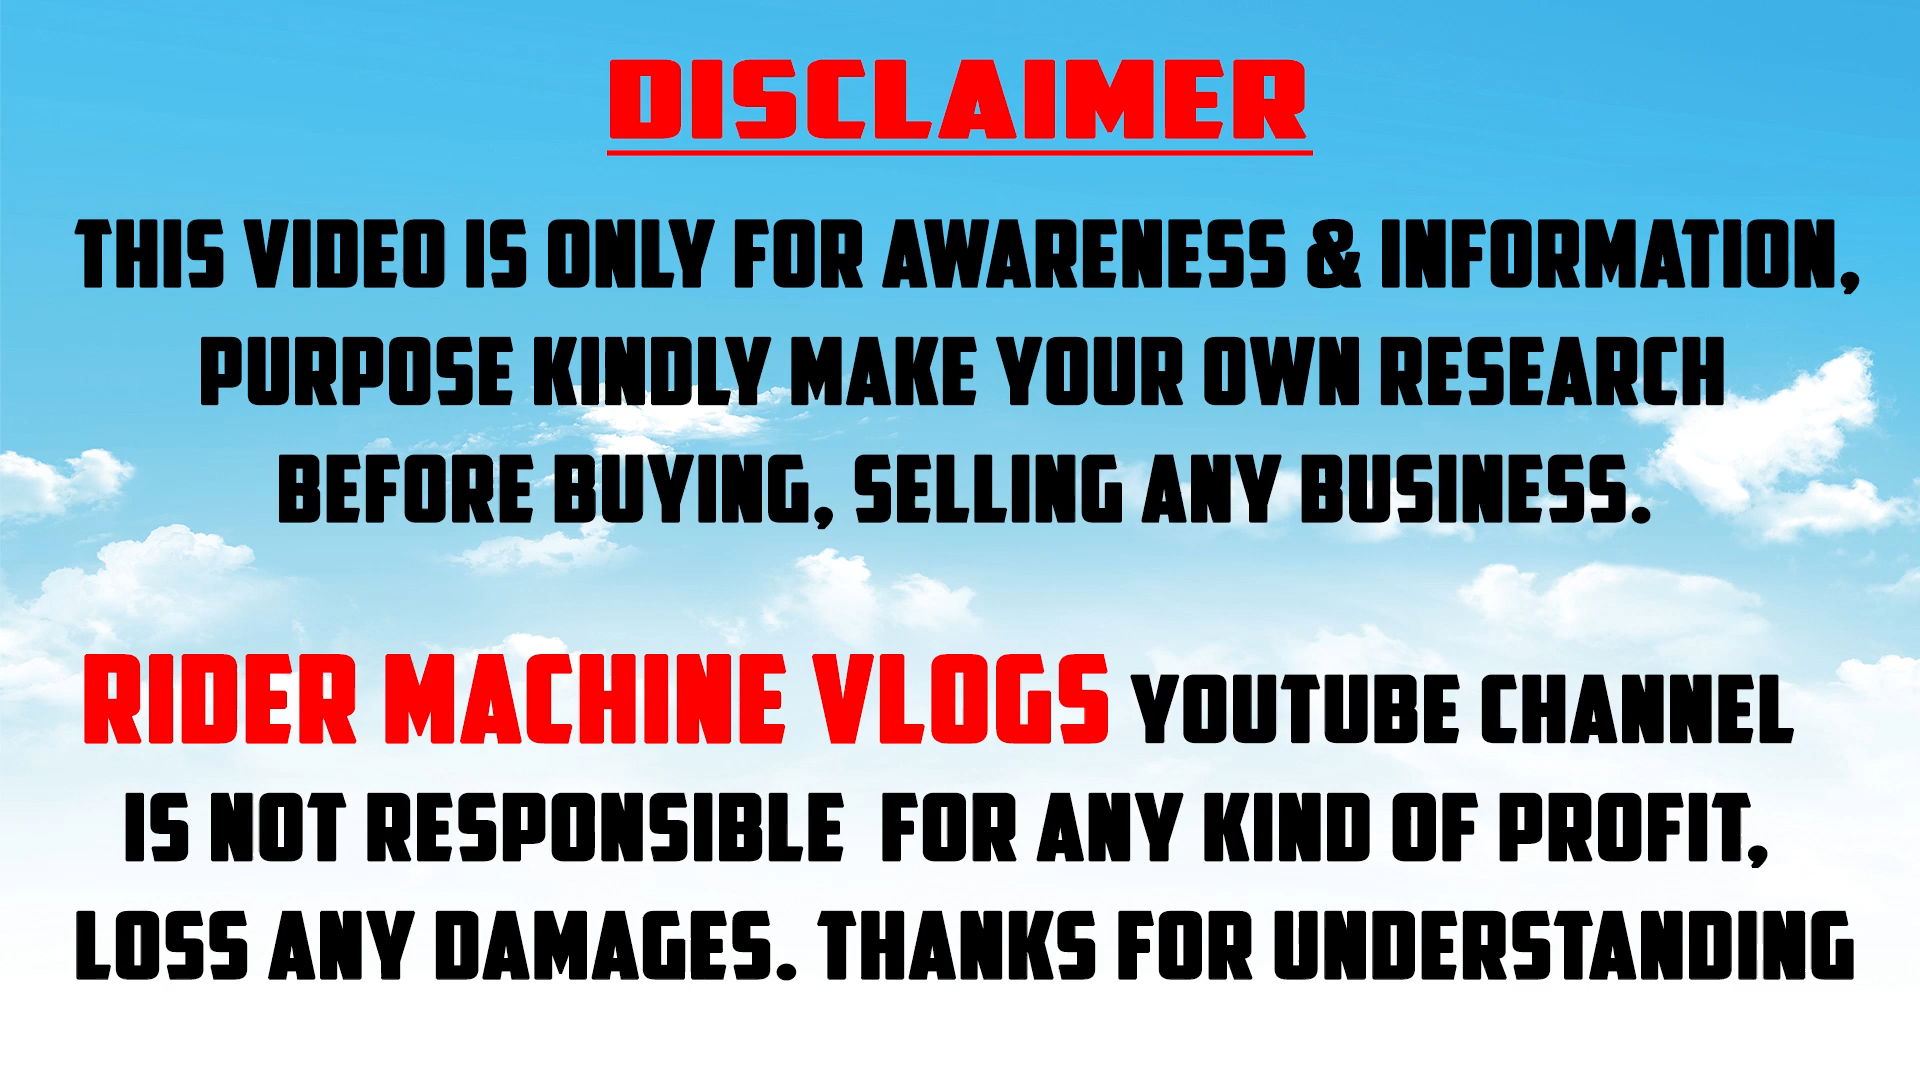 DISCLAIMER
THIS VIDEO IS ONLY FOR AWARENESS & INFORMATION,
PURPOSE KINDLY MAKE YOUR OWN RESEARCH
BEFORE BUYING, SELLING ANY BUSINESS.
RIDER MACHINE VLOGS YOUTUBE CHANNEL
IS NOT RESPONSIBLE FOR ANY KIND OF PROFIT,
LOSS ANY DAMAGES. THANKS FOR UNDERSTANDING